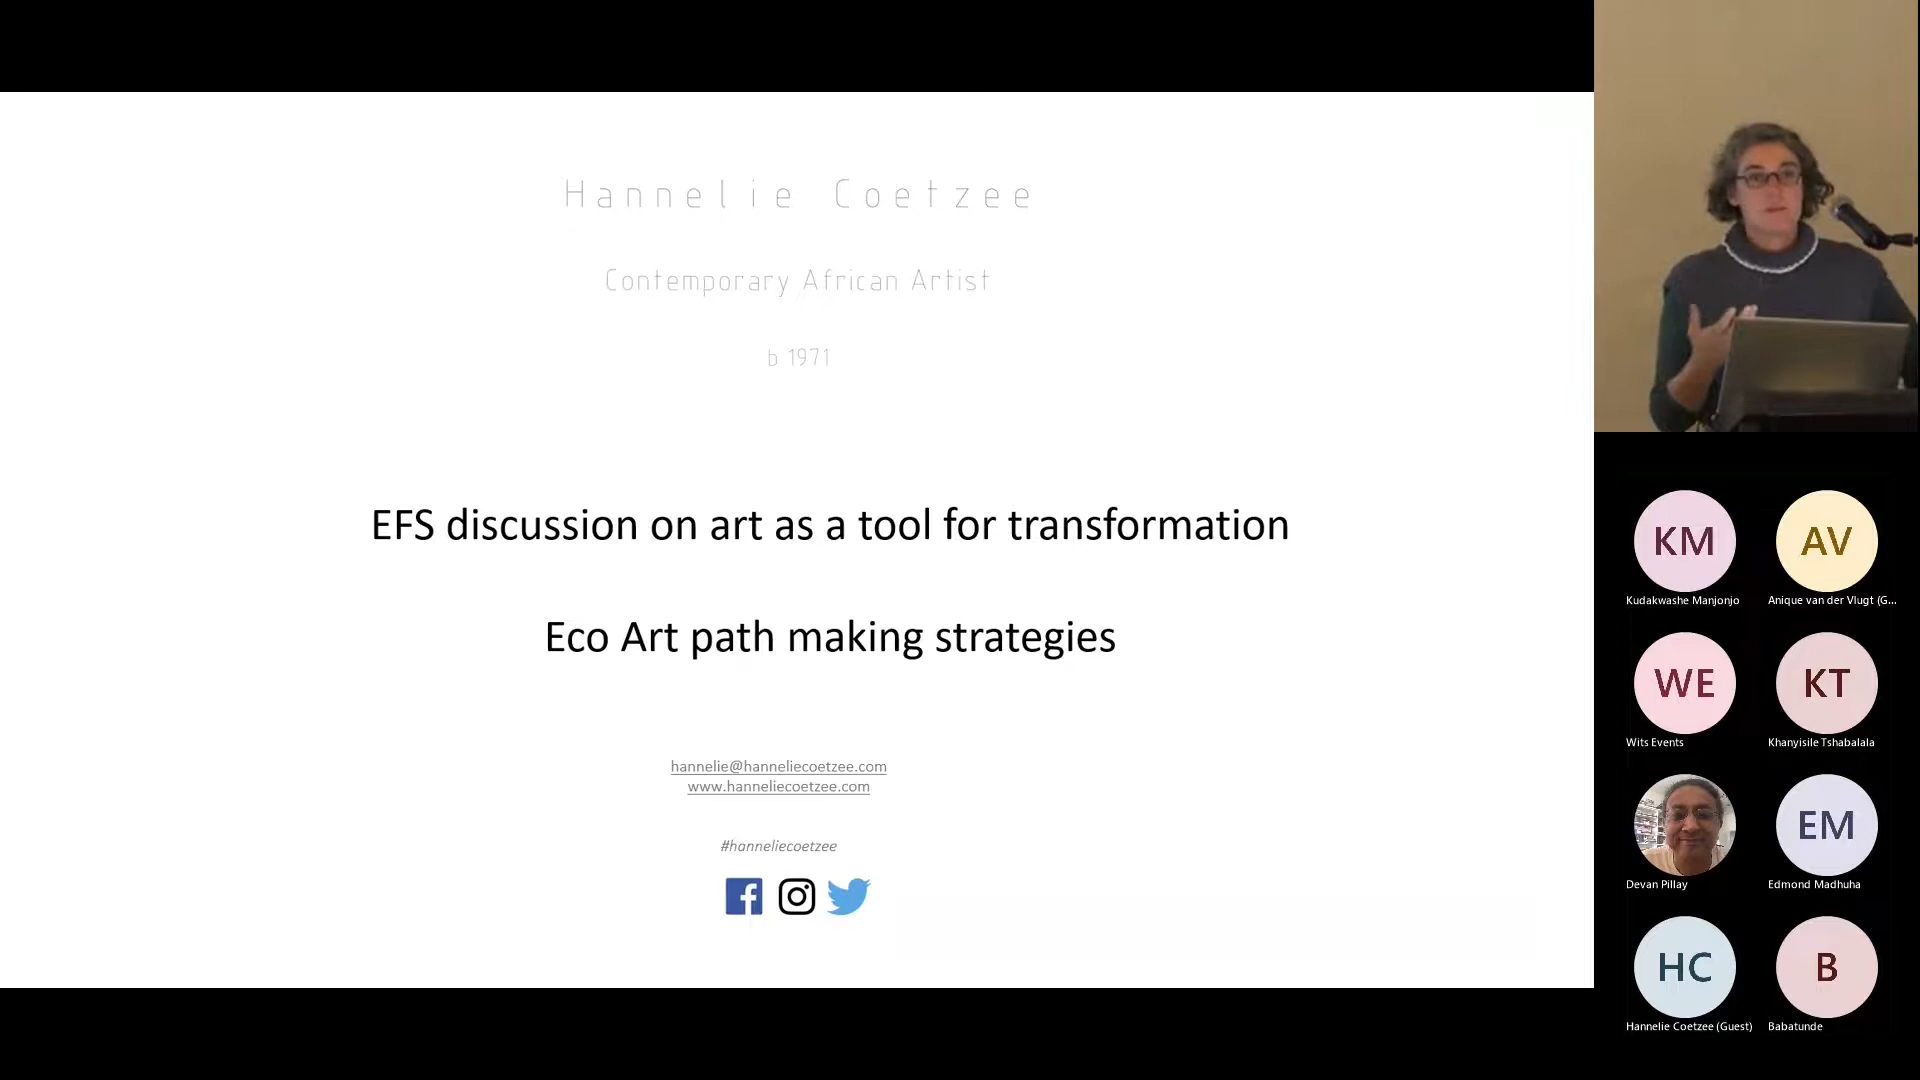 Hannelie Coetzee
Contemporary African Artist
b 1971
EFS discussion on art as a tool for transformation
Eco Art path making strategies
hannelie@hanneliecoetzee.com
www.hanneliecoetzee.com
#hanneliecoetzee
KM
AV
Kudakwashe Manjonjo
Anique van der Vlugt (G...
WE
KT
Wits Events
Khanyisile Tshabalala
EM
Devan Pillay
Edmond Madhuha
HC
B
Hannelie Coetzee (Guest)
Babatunde